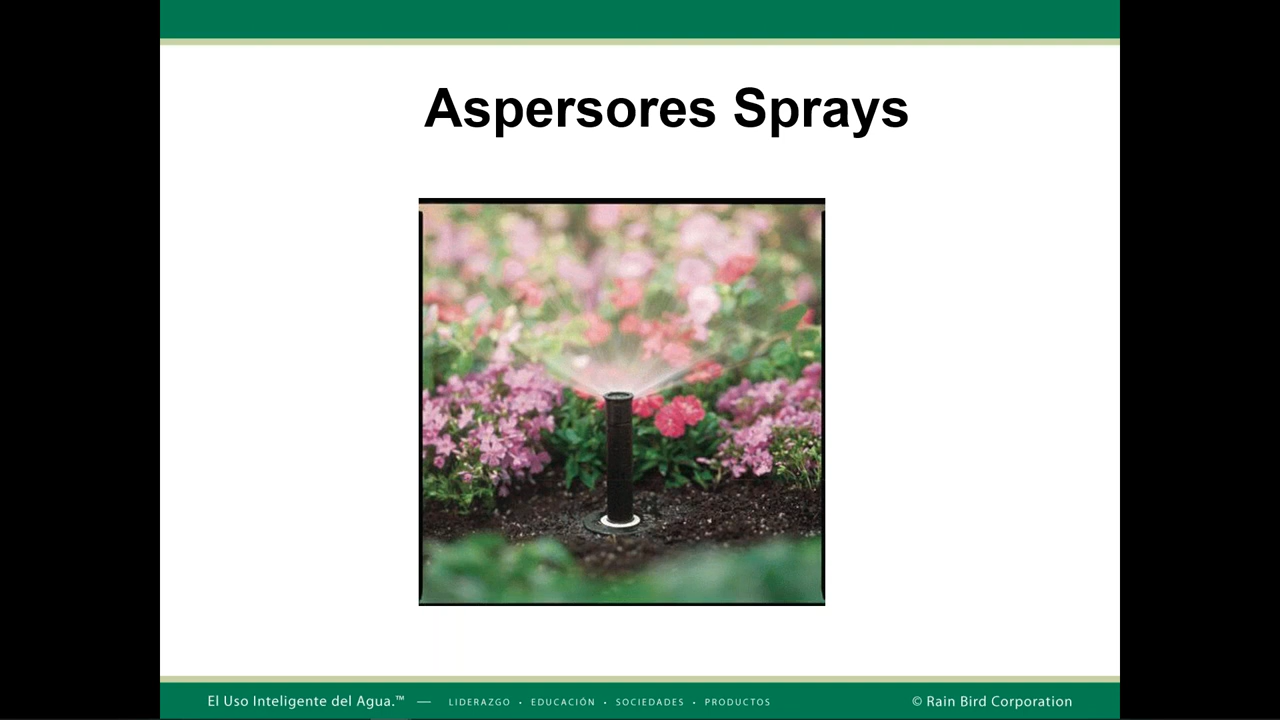 Aspersores Sprays
El Uso Inteligente del Agua.™ — LIDERAZGO • EDUCACIÓN • SOCIEDADES • PRODUCTOS © Rain Bird Corporation